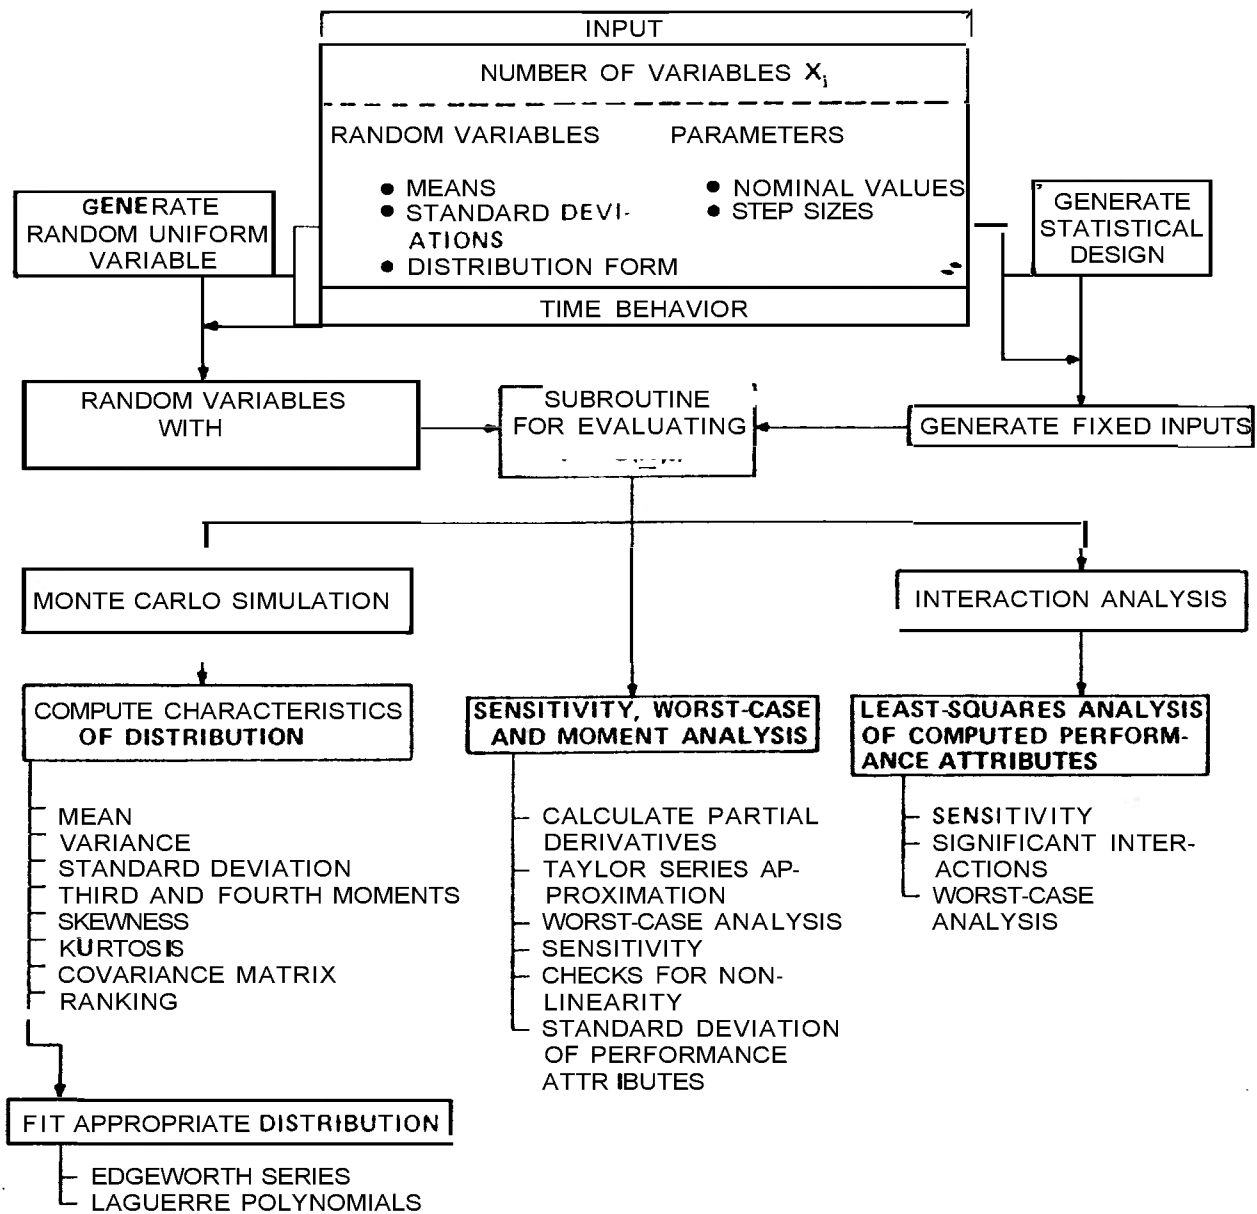 INPUT
NUMBER OF VARIABLES Xi
RANDOM VARIABLES
• MEANS
• STANDARD DEVI-
ATIONS
• DISTRIBUTION FORM
PARAMETERS
• NOMINAL VALUES
• STEP SIZES
TIME BEHAVIOR
GENERATE
RANDOM UNIFORM
VARIABLE
GENERATE
STATISTICAL
DESIGN
RANDOM VARIABLES
WITH
SUBROUTINE
FOR EVALUATING
GENERATE FIXED INPUTS
MONTE CARLO SIMULATION
INTERACTION ANALYSIS
COMPUTE CHARACTERISTICS
OF DISTRIBUTION
MEAN
VARIANCE
STANDARD DEVIATION
THIRD AND FOURTH MOMENTS
SKEWNESS
KURTOSIS
COVARIANCE MATRIX
RANKING
FIT APPROPRIATE DISTRIBUTION
EDGEWORTH SERIES
LAGUERRE POLYNOMIALS
SENSITIVITY, WORST-CASE
AND MOMENT ANALYSIS
CALCULATE PARTIAL
DERIVATIVES
TAYLOR SERIES AP-
PROXIMATION
WORST-CASE ANALYSIS
SENSITIVITY
CHECKS FOR NON-
LINEARITY
STANDARD DEVIATION
OF PERFORMANCE
ATTRIBUTES
LEAST-SQUARES ANALYSIS
OF COMPUTED PERFORM-
ANCE ATTRIBUTES
SENSITIVITY
SIGNIFICANT INTER-
ACTIONS
WORST-CASE
ANALYSIS